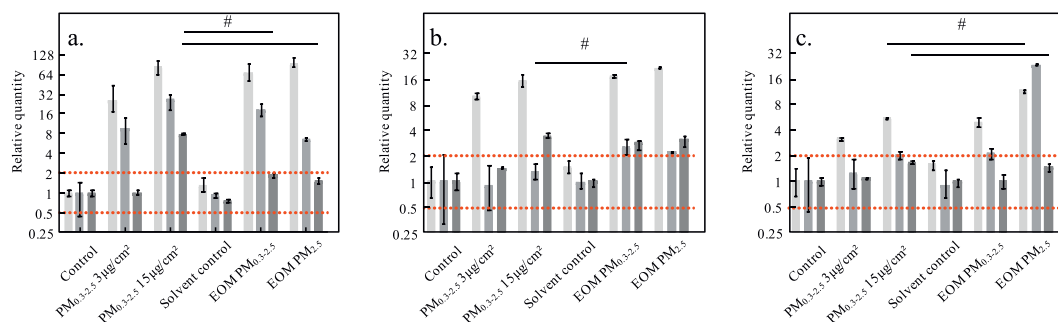 a.
#
Relative quantity
128
64
32
16
8
4
2
1
0.5
0.25
Control
PM0.3-2.5 3µg/cm²
PM0.3-2.5 15µg/cm²
Solvent control
EOM PM0.3-2.5
EOM PM2.5
b.
#
Relative quantity
32
16
8
4
2
1
0.5
0.25
Control
PM0.3-2.5 3µg/cm²
PM0.3-2.5 15µg/cm²
Solvent control
EOM PM0.3-2.5
EOM PM2.5
c.
#
Relative quantity
32
16
8
4
2
1
0.5
0.25
Control
PM0.3-2.5 3µg/cm²
PM0.3-2.5 15µg/cm²
Solvent control
EOM PM0.3-2.5
EOM PM2.5